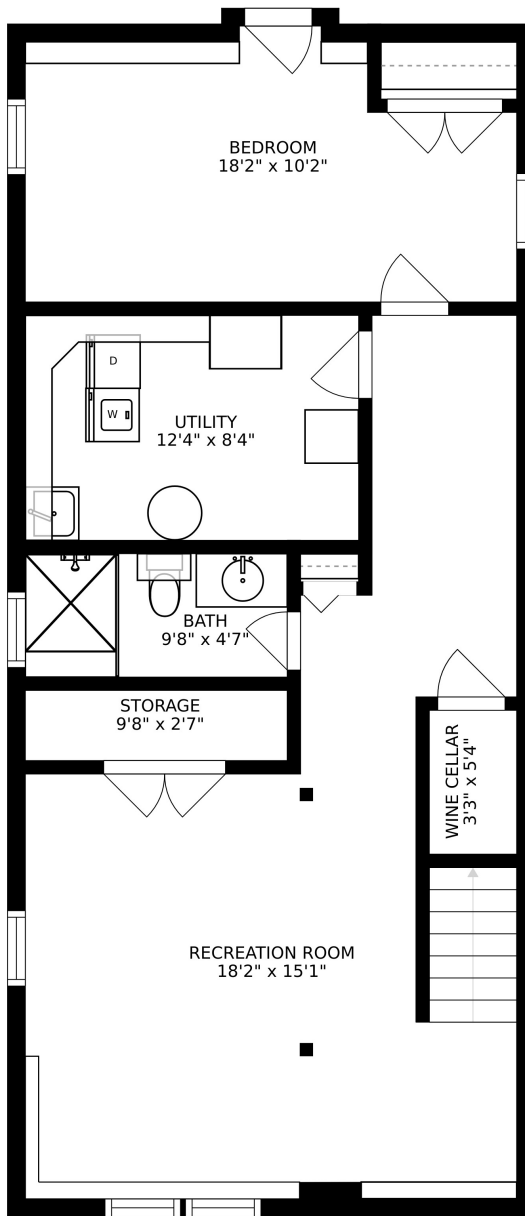 BEDROOM
18'2" x 10'2"
D
W
UTILITY
12'4" x 8'4"
BATH
9'8" x 4'7"
STORAGE
9'8" x 2'7"
WINE CELLAR
3'3" x 5'4"
RECREATION ROOM
18'2" x 15'1"